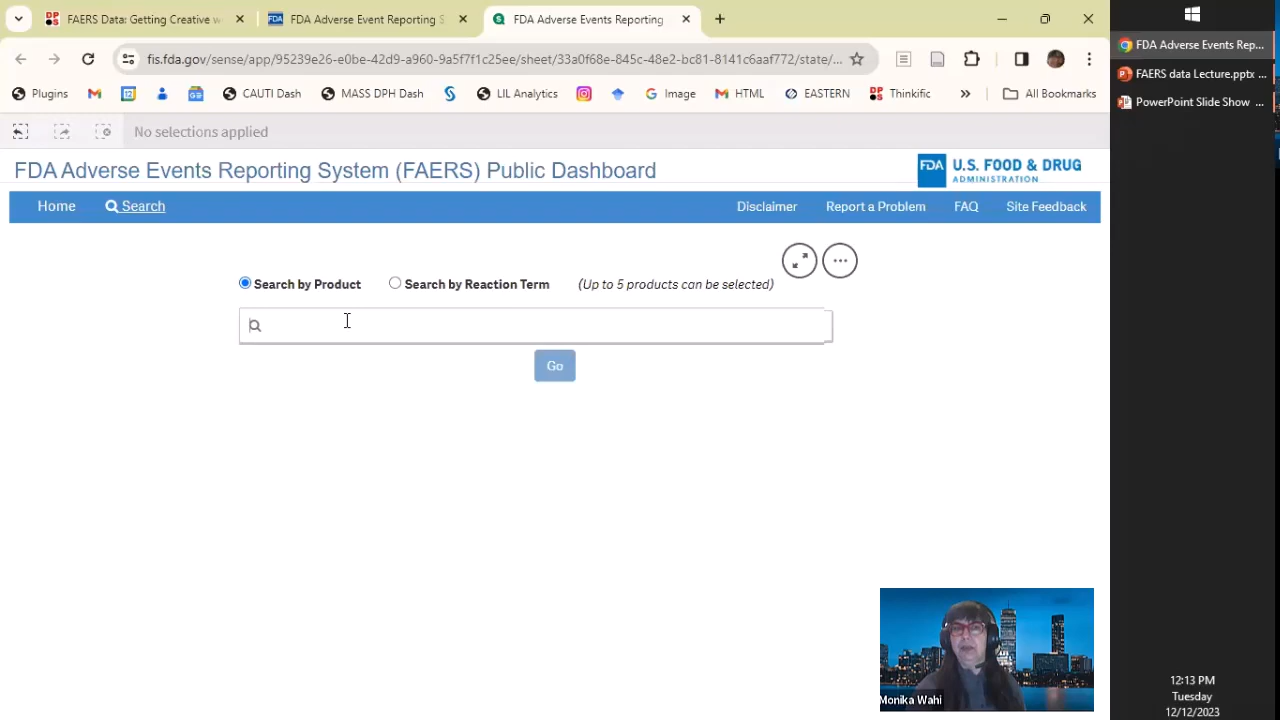 FAERS Data: Getting Creative w
FDA Adverse Event Reporting S
FDA Adverse Events Reporting
fis.fda.gov/sense/app/95239e26-e0be-42d9-a960-9a5f7f1c25ee/sheet/33a0f68e-845c-48e2-bc81-8141c6aaf772/state/...
Plugins
CAUTI Dash
MASS DPH Dash
LIL Analytics
Image
HTML
EASTERN
Thinkific
All Bookmarks
No selections applied
FDA Adverse Events Reporting System (FAERS) Public Dashboard
FDA U.S. FOOD & DRUG
ADMINISTRATION
Home
Search
Disclaimer
Report a Problem
FAQ
Site Feedback
Search by Product
Search by Reaction Term
(Up to 5 products can be selected)
Go
Monika Wahi
FDA Adverse Events Rep...
FAERS data Lecture.pptx ...
PowerPoint Slide Show ...
12:13 PM
Tuesday
12/12/2023